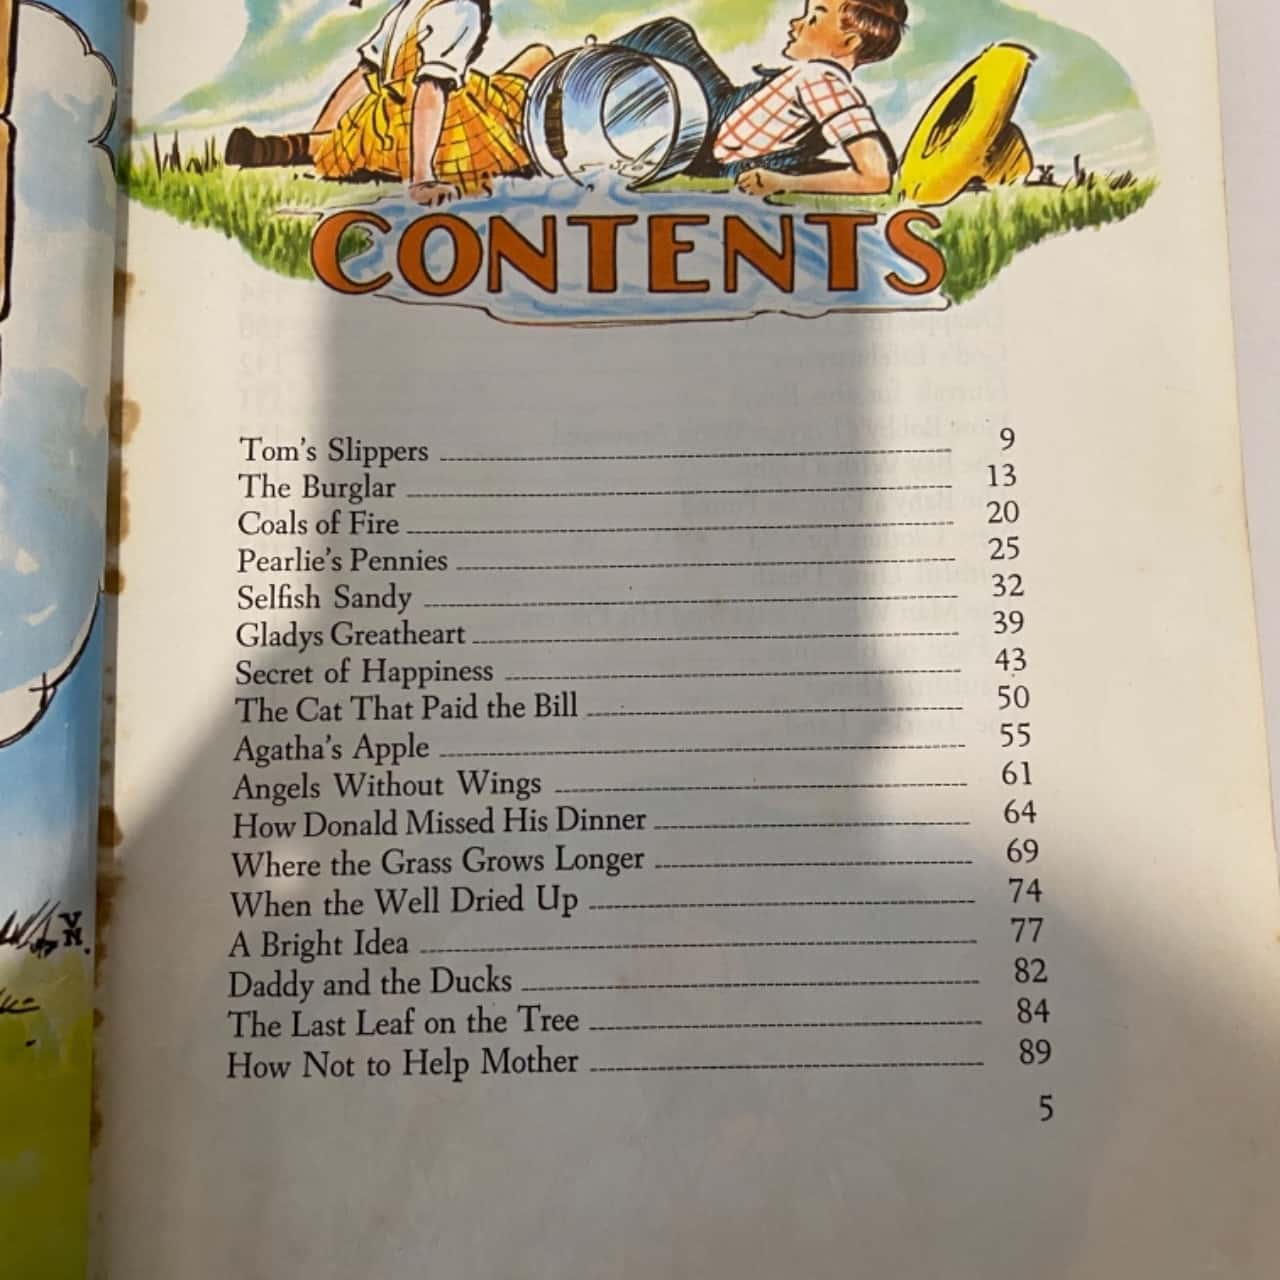 CONTENTS
Tom's Slippers 9
The Burglar 13
Coals of Fire 20
Pearlie's Pennies 25
Selfish Sandy 32
Gladys Greatheart 39
Secret of Happiness 43
The Cat That Paid the Bill 50
Agatha's Apple 55
Angels Without Wings 61
How Donald Missed His Dinner 64
Where the Grass Grows Longer 69
When the Well Dried Up 74
A Bright Idea 77
Daddy and the Ducks 82
The Last Leaf on the Tree 84
How Not to Help Mother 89
5
V
N.